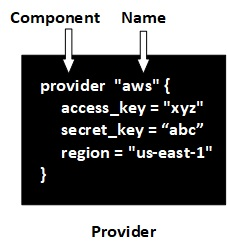 Component Name
provider "aws" {
access_key = "xyz"
secret_key = “abc”
region = "us-east-1"
}
Provider